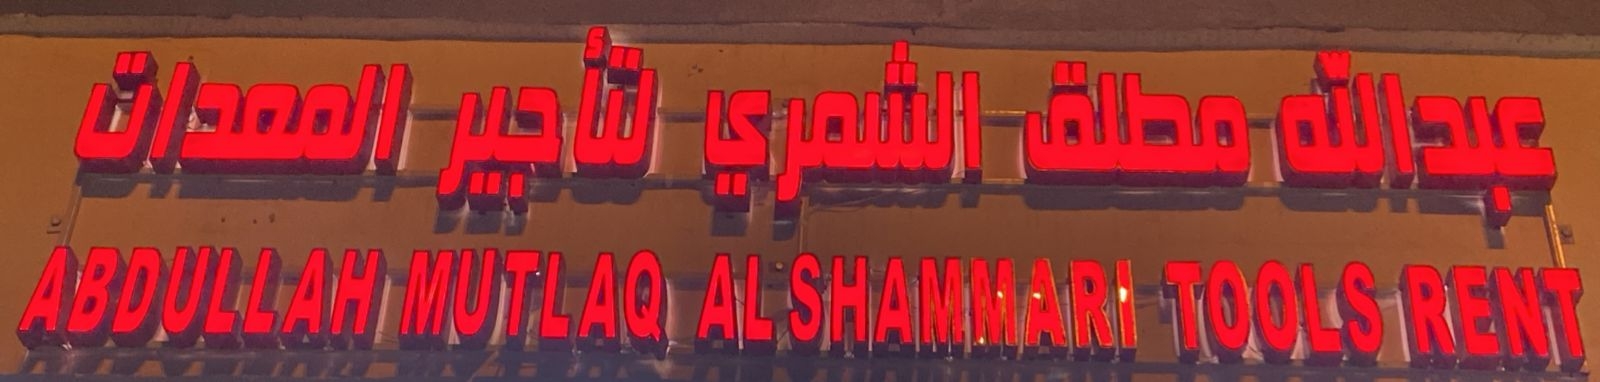 عبدالله مطلق الشمري لتأجير المعدات
ABDULLAH MUTLAQ ALSHAMMARI TOOLS RENT